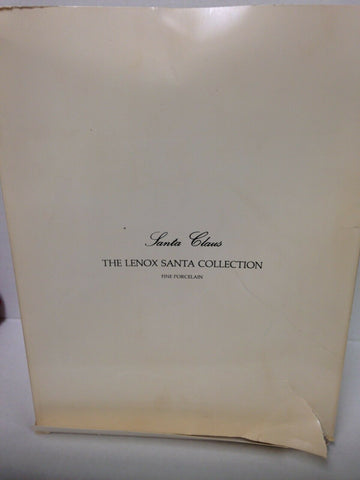 Santa Claus
THE LENOX SANTA COLLECTION
FINE PORCELAIN